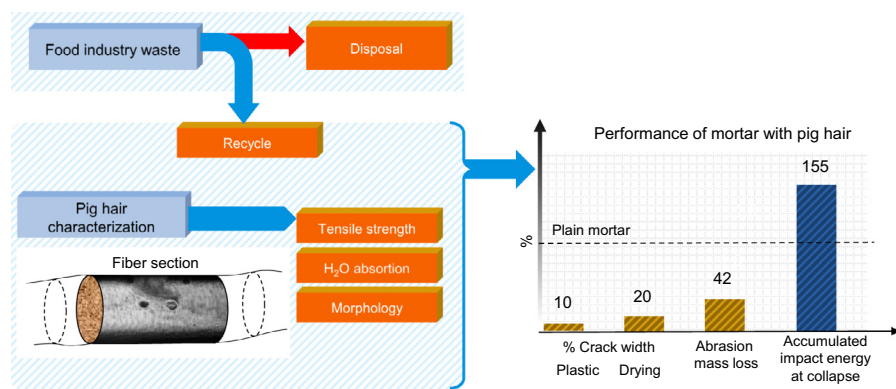 Food industry waste
Disposal
Recycle
Pig hair
characterization
Tensile strength
H₂O absortion
Morphology
Fiber section
Performance of mortar with pig hair
%
Plain mortar
10
20
42
155
% Crack width
Plastic
Drying
Abrasion
mass loss
Accumulated
impact energy
at collapse